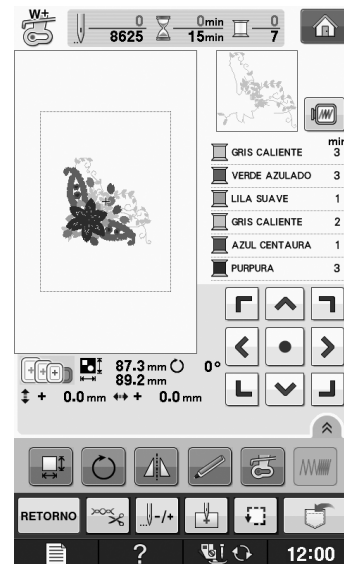 W+
0 0min 0
8625 15min 7
min
GRIS CALIENTE 3
VERDE AZULADO 3
LILA SUAVE 1
GRIS CALIENTE 2
AZUL CENTAURA 1
PURPURA 3
87.3 mm 0°
89.2 mm
+ 0.0 mm + 0.0 mm
RETORNO -/+
? i 12:00